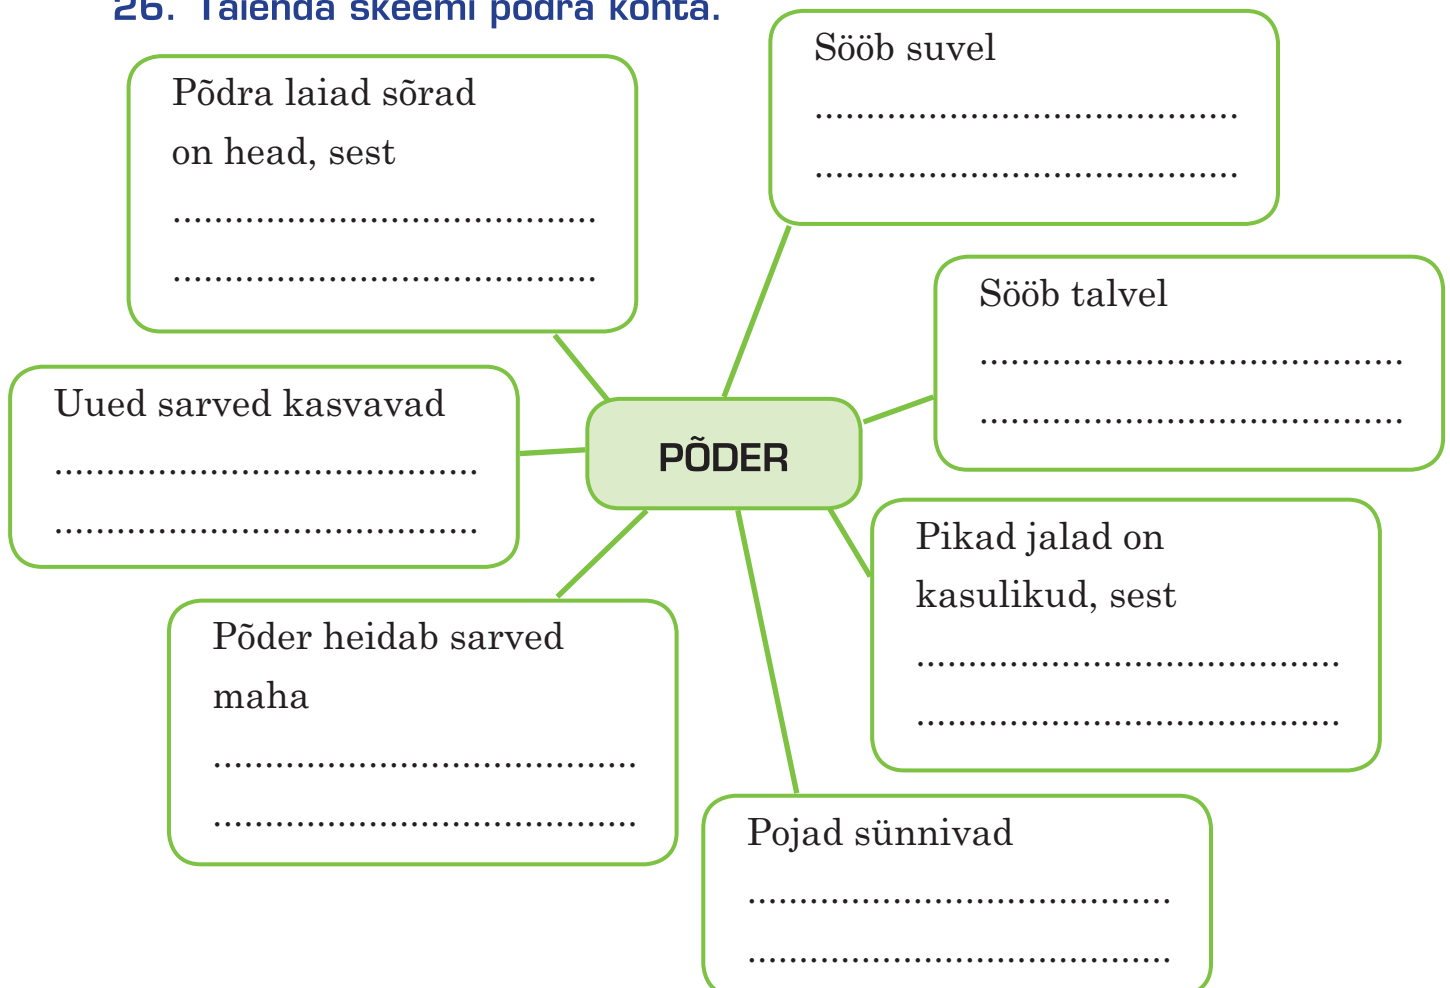 26. Täienda skeemi põdra kohta.
Põdra laiad sõrad
on head, sest
........................................
........................................
Sööb suvel
........................................
........................................
Sööb talvel
........................................
........................................
Uued sarved kasvavad
........................................
........................................
PÕDER
Pikad jalad on
kasulikud, sest
........................................
........................................
Põder heidab sarved
maha
........................................
........................................
Pojad sünnivad
........................................
........................................